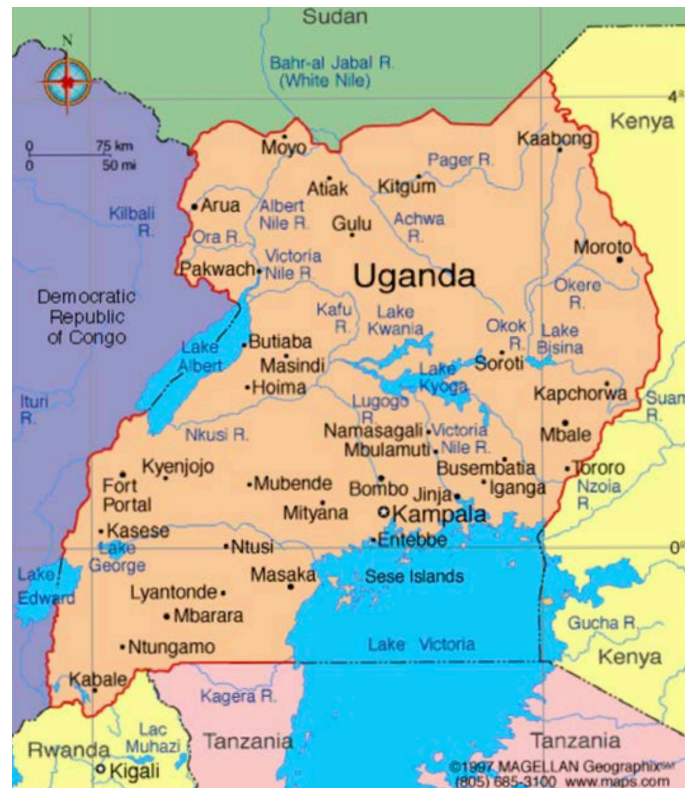 Sudan
N
Bahr-al Jabal R.
(White Nile)
4°
Kenya
0 75 km
0 50 mi
Moyo
Kaabong
Pager R.
Atiak
Kitgum
Kilbali
R.
Arua
Albert
Nile R.
Achwa
R.
Gulu
Ora R.
Moroto
Pakwach
Victoria
Nile R.
Uganda
Okere
R.
Democratic
Republic
of Congo
Kafu
R.
Lake
Kwania
Okok
R.
Lake
Bisina
Butiaba
Lake
Albert
Masindi
Soroti
Lake
Kyoga
Hoima
Kapchorwa
Ituri
R.
Lugogo
R.
Suam
R.
Nkusi R.
Namasagali
Victoria
Nile R.
Mbale
Mbulamuti
Kyenjojo
Busembatia
Tororo
Fort
Portal
Mubende
Bombo
Jinja
Iganga
Nzoia
R.
Mityana
Kampala
Kasese
Entebbe
0°
Lake
George
Ntusi
Lake
Edward
Masaka
Sese Islands
Lyantonde
Mbarara
Gucha R.
Ntungamo
Lake Victoria
Kenya
Kabale
Kagera R.
Lac
Muhazi
Rwanda
Tanzania
Tanzania
Kigali
©1997 MAGELLAN Geographix℠
(805) 685-3100 www.maps.com